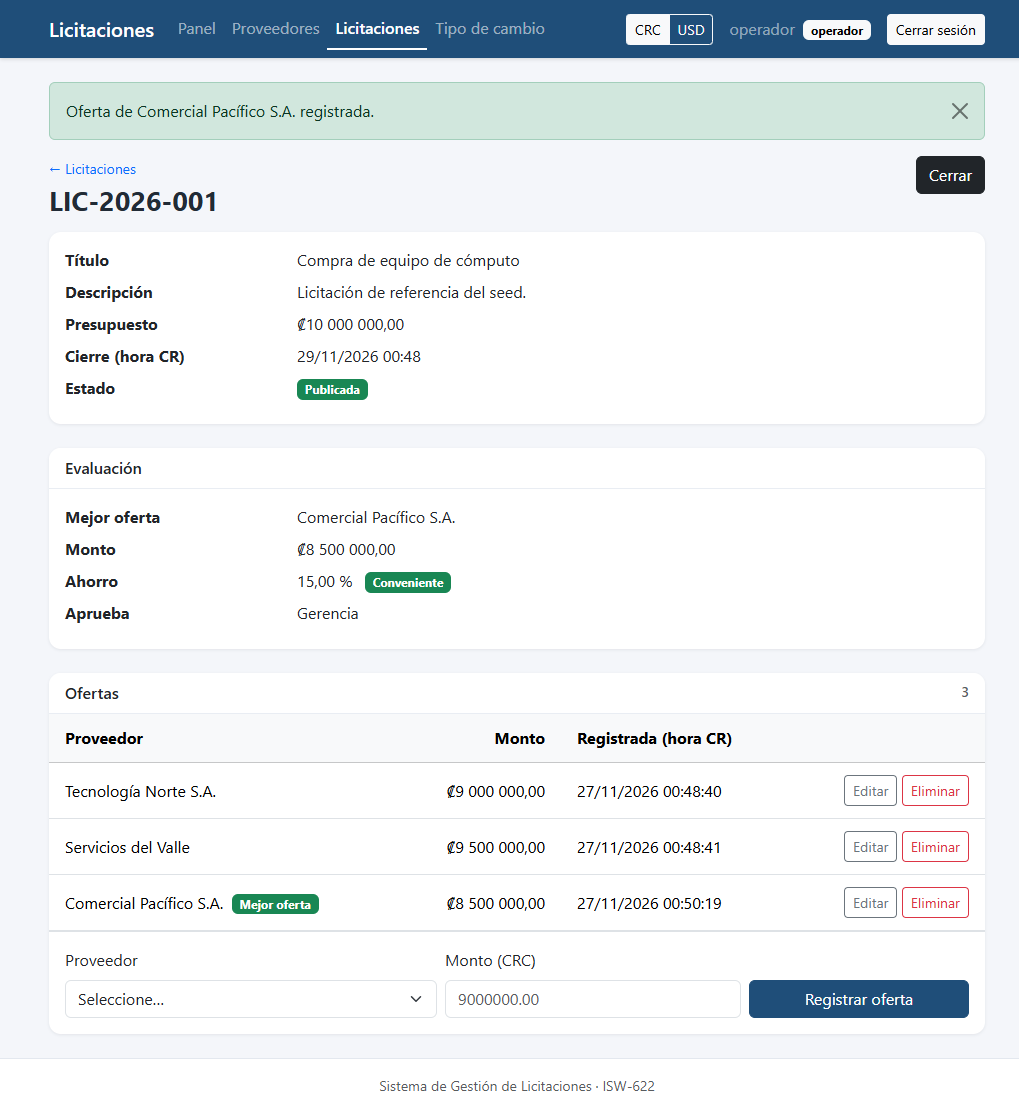 Licitaciones Panel Proveedores Licitaciones Tipo de cambio CRC USD operador operador Cerrar sesión
Oferta de Comercial Pacífico S.A. registrada.
← Licitaciones
Cerrar
LIC-2026-001
Título Compra de equipo de cómputo
Descripción Licitación de referencia del seed.
Presupuesto ₡10 000 000,00
Cierre (hora CR) 29/11/2026 00:48
Estado Publicada
Evaluación
Mejor oferta Comercial Pacífico S.A.
Monto ₡8 500 000,00
Ahorro 15,00 % Conveniente
Aprueba Gerencia
Ofertas 3
Proveedor Monto Registrada (hora CR)
Tecnología Norte S.A. ₡9 000 000,00 27/11/2026 00:48:40 Editar Eliminar
Servicios del Valle ₡9 500 000,00 27/11/2026 00:48:41 Editar Eliminar
Comercial Pacífico S.A. Mejor oferta ₡8 500 000,00 27/11/2026 00:50:19 Editar Eliminar
Proveedor Monto (CRC)
Seleccione... 9000000.00 Registrar oferta
Sistema de Gestión de Licitaciones · ISW-622